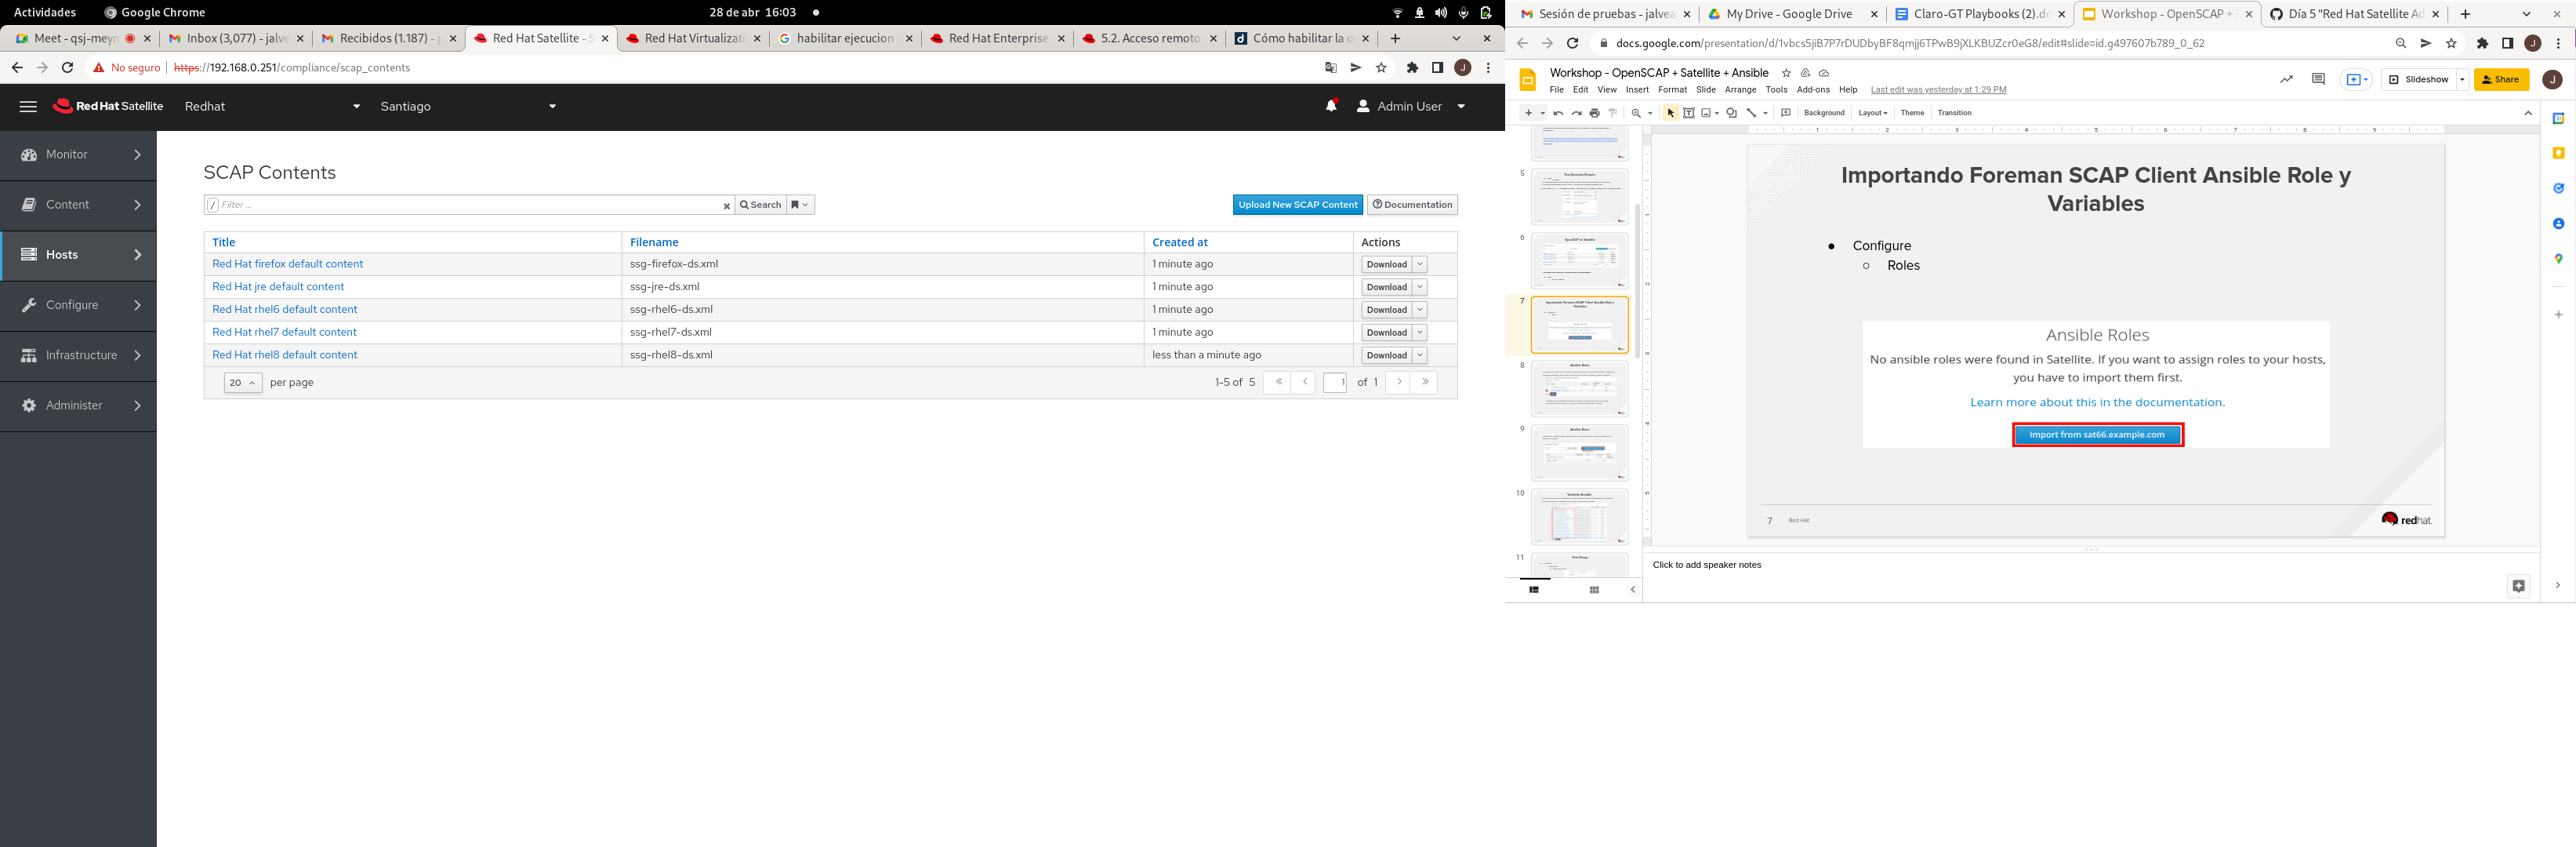 Actividades
Google Chrome
28 de abr 16:03
Meet - qsj-meyn
Inbox (3,077) - jalve
Recibidos (1.187) - j
Red Hat Satellite - S
Red Hat Virtualizati
habilitar ejecucion
Red Hat Enterprise
5.2. Acceso remoto
Cómo habilitar la o
No seguro
https://192.168.0.251/compliance/scap_contents
J
Red Hat Satellite
Redhat
Santiago
Admin User
Monitor
Content
Hosts
Configure
Infrastructure
Administer
SCAP Contents
/ Filter ...
Search
Upload New SCAP Content
Documentation
Title Filename Created at Actions
Red Hat firefox default content ssg-firefox-ds.xml 1 minute ago Download
Red Hat jre default content ssg-jre-ds.xml 1 minute ago Download
Red Hat rhel6 default content ssg-rhel6-ds.xml 1 minute ago Download
Red Hat rhel7 default content ssg-rhel7-ds.xml 1 minute ago Download
Red Hat rhel8 default content ssg-rhel8-ds.xml less than a minute ago Download
20 per page 1-5 of 5 1 of 1
Sesión de pruebas - jalvea
My Drive - Google Drive
Claro-GT Playbooks (2).do
Workshop - OpenSCAP +
Día 5 "Red Hat Satellite Ad
docs.google.com/presentation/d/1vbcs5jiB7P7rDUDbyBF8qmjj6TPwB9jXLKBUZcr0eG8/edit#slide=id.g497607b789_0_62
J
Workshop - OpenSCAP + Satellite + Ansible
File Edit View Insert Format Slide Arrange Tools Add-ons Help Last edit was yesterday at 1:29 PM
Slideshow
Share
J
Background Layout Theme Transition
5
6
7
8
9
10
11
Importando Foreman SCAP Client Ansible Role y
Variables
● Configure
○ Roles
Ansible Roles
No ansible roles were found in Satellite. If you want to assign roles to your hosts,
you have to import them first.
Learn more about this in the documentation.
Import from sat66.example.com
7 Red Hat
redhat.
Click to add speaker notes